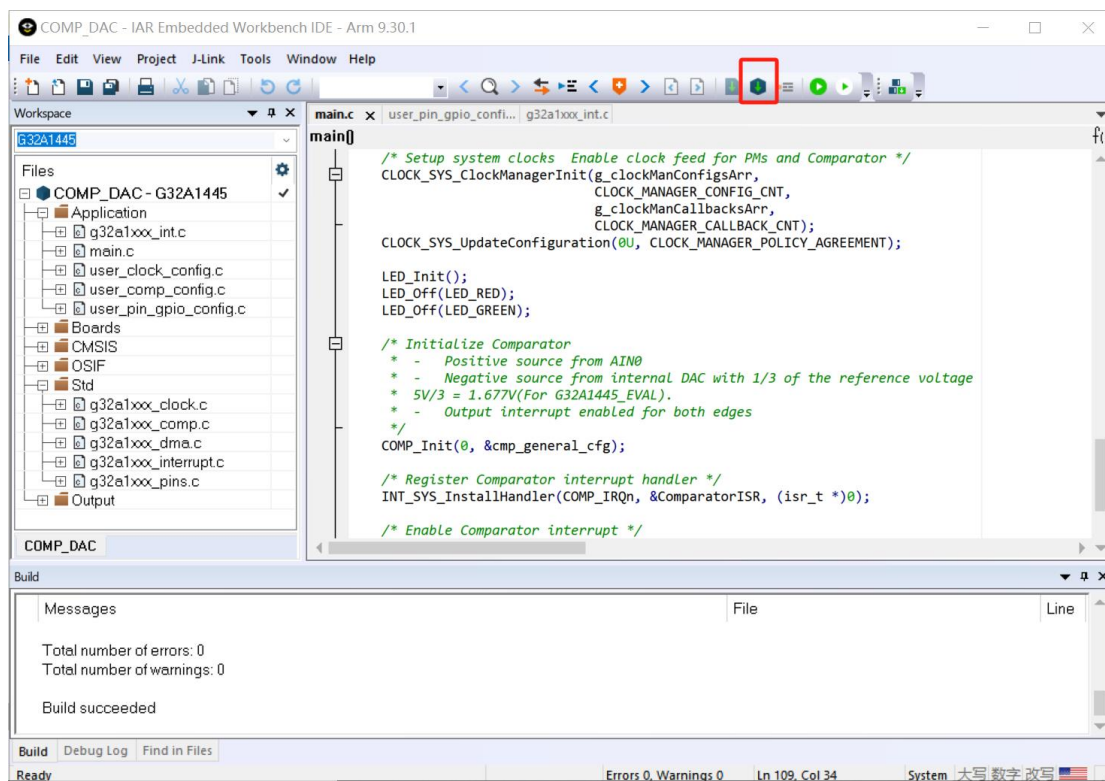 COMP_DAC - IAR Embedded Workbench IDE - Arm 9.30.1
File Edit View Project J-Link Tools Window Help
Workspace
G32A1445
Files
COMP_DAC - G32A1445
Application
g32a1xxx_int.c
main.c
user_clock_config.c
user_comp_config.c
user_pin_gpio_config.c
Boards
CMSIS
OSIF
Std
g32a1xxx_clock.c
g32a1xxx_comp.c
g32a1xxx_dma.c
g32a1xxx_interrupt.c
g32a1xxx_pins.c
Output
COMP_DAC
main.c user_pin_gpio_confi... g32a1xxx_int.c
main()
/* Setup system clocks  Enable clock feed for PMs and Comparator */
CLOCK_SYS_ClockManagerInit(g_clockManConfigsArr,
CLOCK_MANAGER_CONFIG_CNT,
g_clockManCallbacksArr,
CLOCK_MANAGER_CALLBACK_CNT);
CLOCK_SYS_UpdateConfiguration(0U, CLOCK_MANAGER_POLICY_AGREEMENT);
LED_Init();
LED_Off(LED_RED);
LED_Off(LED_GREEN);
/* Initialize Comparator
*  -   Positive source from AIN0
*  -   Negative source from internal DAC with 1/3 of the reference voltage
*  5V/3 = 1.677V(For G32A1445_EVAL).
*  -   Output interrupt enabled for both edges
*/
COMP_Init(0, &cmp_general_cfg);
/* Register Comparator interrupt handler */
INT_SYS_InstallHandler(COMP_IRQn, &ComparatorISR, (isr_t *)0);
/* Enable Comparator interrupt */
Build
Messages File Line
Total number of errors: 0
Total number of warnings: 0
Build succeeded
Build Debug Log Find in Files
Ready Errors 0, Warnings 0 Ln 109, Col 34 System 大写 数字 改写